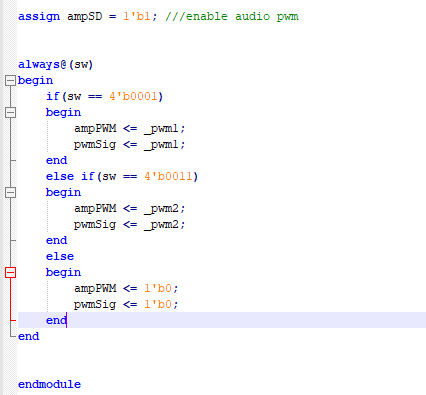 assign ampSD = 1'b1; ///enable audio pwm
always@(sw)
begin
if(sw == 4'b0001)
begin
ampPWM <= _pwm1;
pwmSig <= _pwm1;
end
else if(sw == 4'b0011)
begin
ampPWM <= _pwm2;
pwmSig <= _pwm2;
end
else
begin
ampPWM <= 1'b0;
pwmSig <= 1'b0;
end
end
endmodule